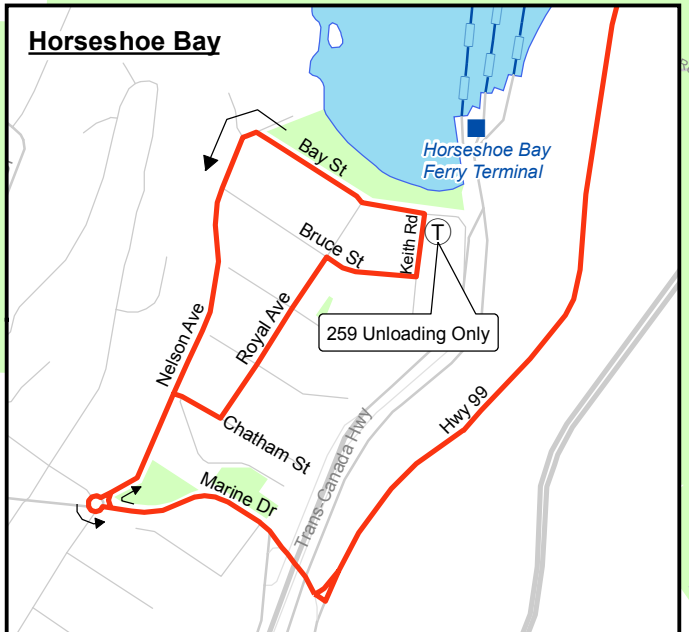 Horseshoe Bay
Bay St
Horseshoe Bay
Ferry Terminal
Bruce St
Keith Rd
T
259 Unloading Only
Nelson Ave
Royal Ave
Hwy 99
Chatham St
Trans-Canada Hwy
Marine Dr